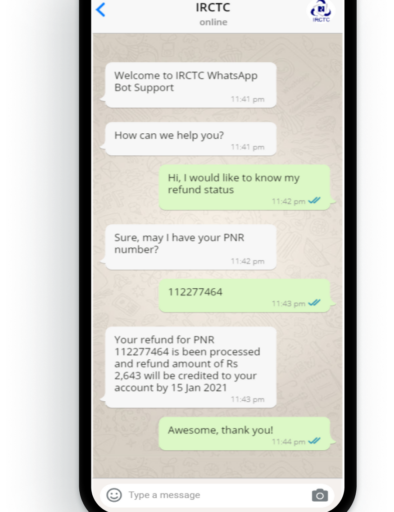 IRCTC
online
IRCTC
Welcome to IRCTC WhatsApp
Bot Support
11:41 pm
How can we help you?
11:41 pm
Hi, I would like to know my
refund status
11:42 pm
Sure, may I have your PNR
number?
11:42 pm
112277464
11:43 pm
Your refund for PNR
112277464 is been processed
and refund amount of Rs
2,643 will be credited to your
account by 15 Jan 2021
11:43 pm
Awesome, thank you!
11:44 pm
Type a message